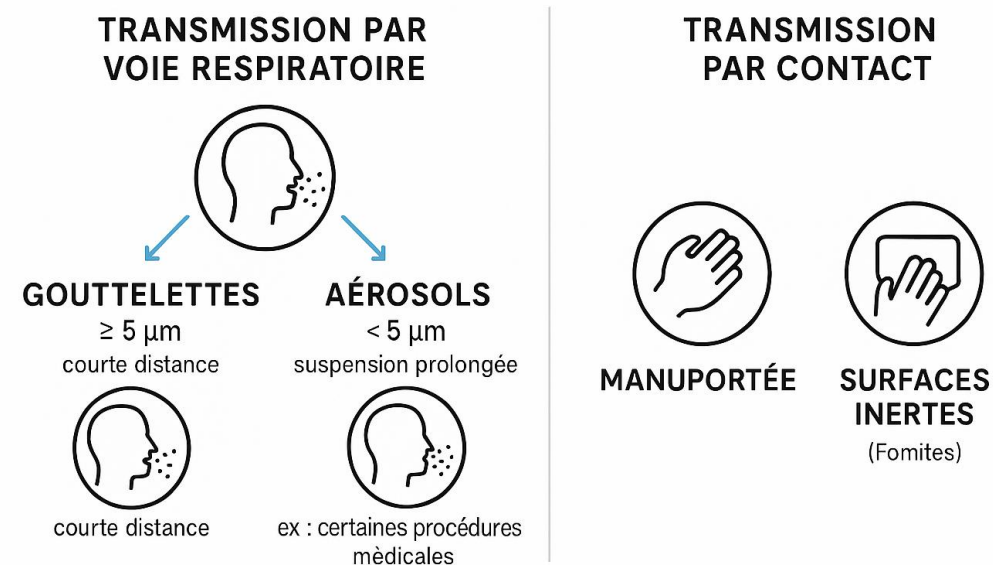 TRANSMISSION PAR
VOIE RESPIRATOIRE
GOUTTELETTES
≥ 5 µm
courte distance
courte distance
AÉROSOLS
< 5 µm
suspension prolongée
ex : certaines procédures
mèdicales
TRANSMISSION
PAR CONTACT
MANUPORTÉE
SURFACES
INERTES
(Fomites)